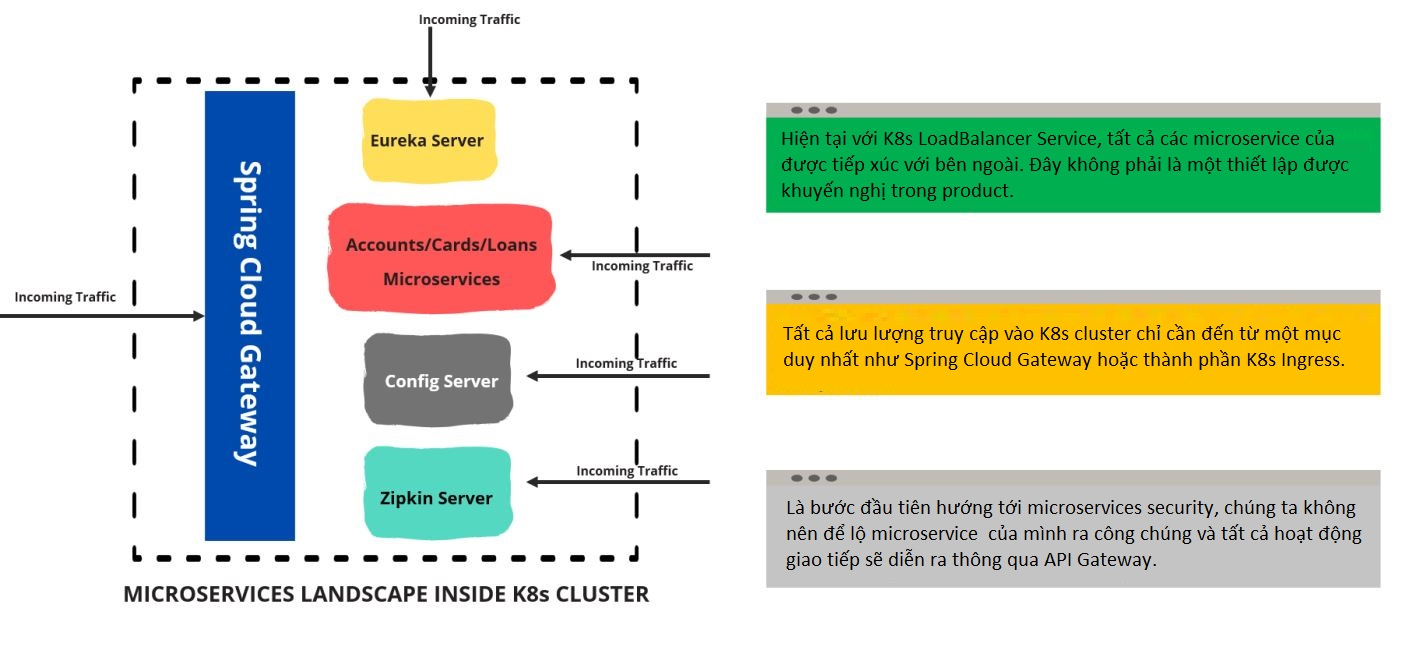 Incoming Traffic
Eureka Server
Spring Cloud Gateway
Accounts/Cards/Loans
Microservices
Incoming Traffic
Incoming Traffic
Config Server
Incoming Traffic
Zipkin Server
Incoming Traffic
MICROSERVICES LANDSCAPE INSIDE K8s CLUSTER
Hiện tại với K8s LoadBalancer Service, tất cả các microservice của
được tiếp xúc với bên ngoài. Đây không phải là một thiết lập được
khuyến nghị trong product.
Tất cả lưu lượng truy cập vào K8s cluster chỉ cần đến từ một mục
duy nhất như Spring Cloud Gateway hoặc thành phần K8s Ingress.
Là bước đầu tiên hướng tới microservices security, chúng ta không
nên để lộ microservice  của mình ra công chúng và tất cả hoạt động
giao tiếp sẽ diễn ra thông qua API Gateway.